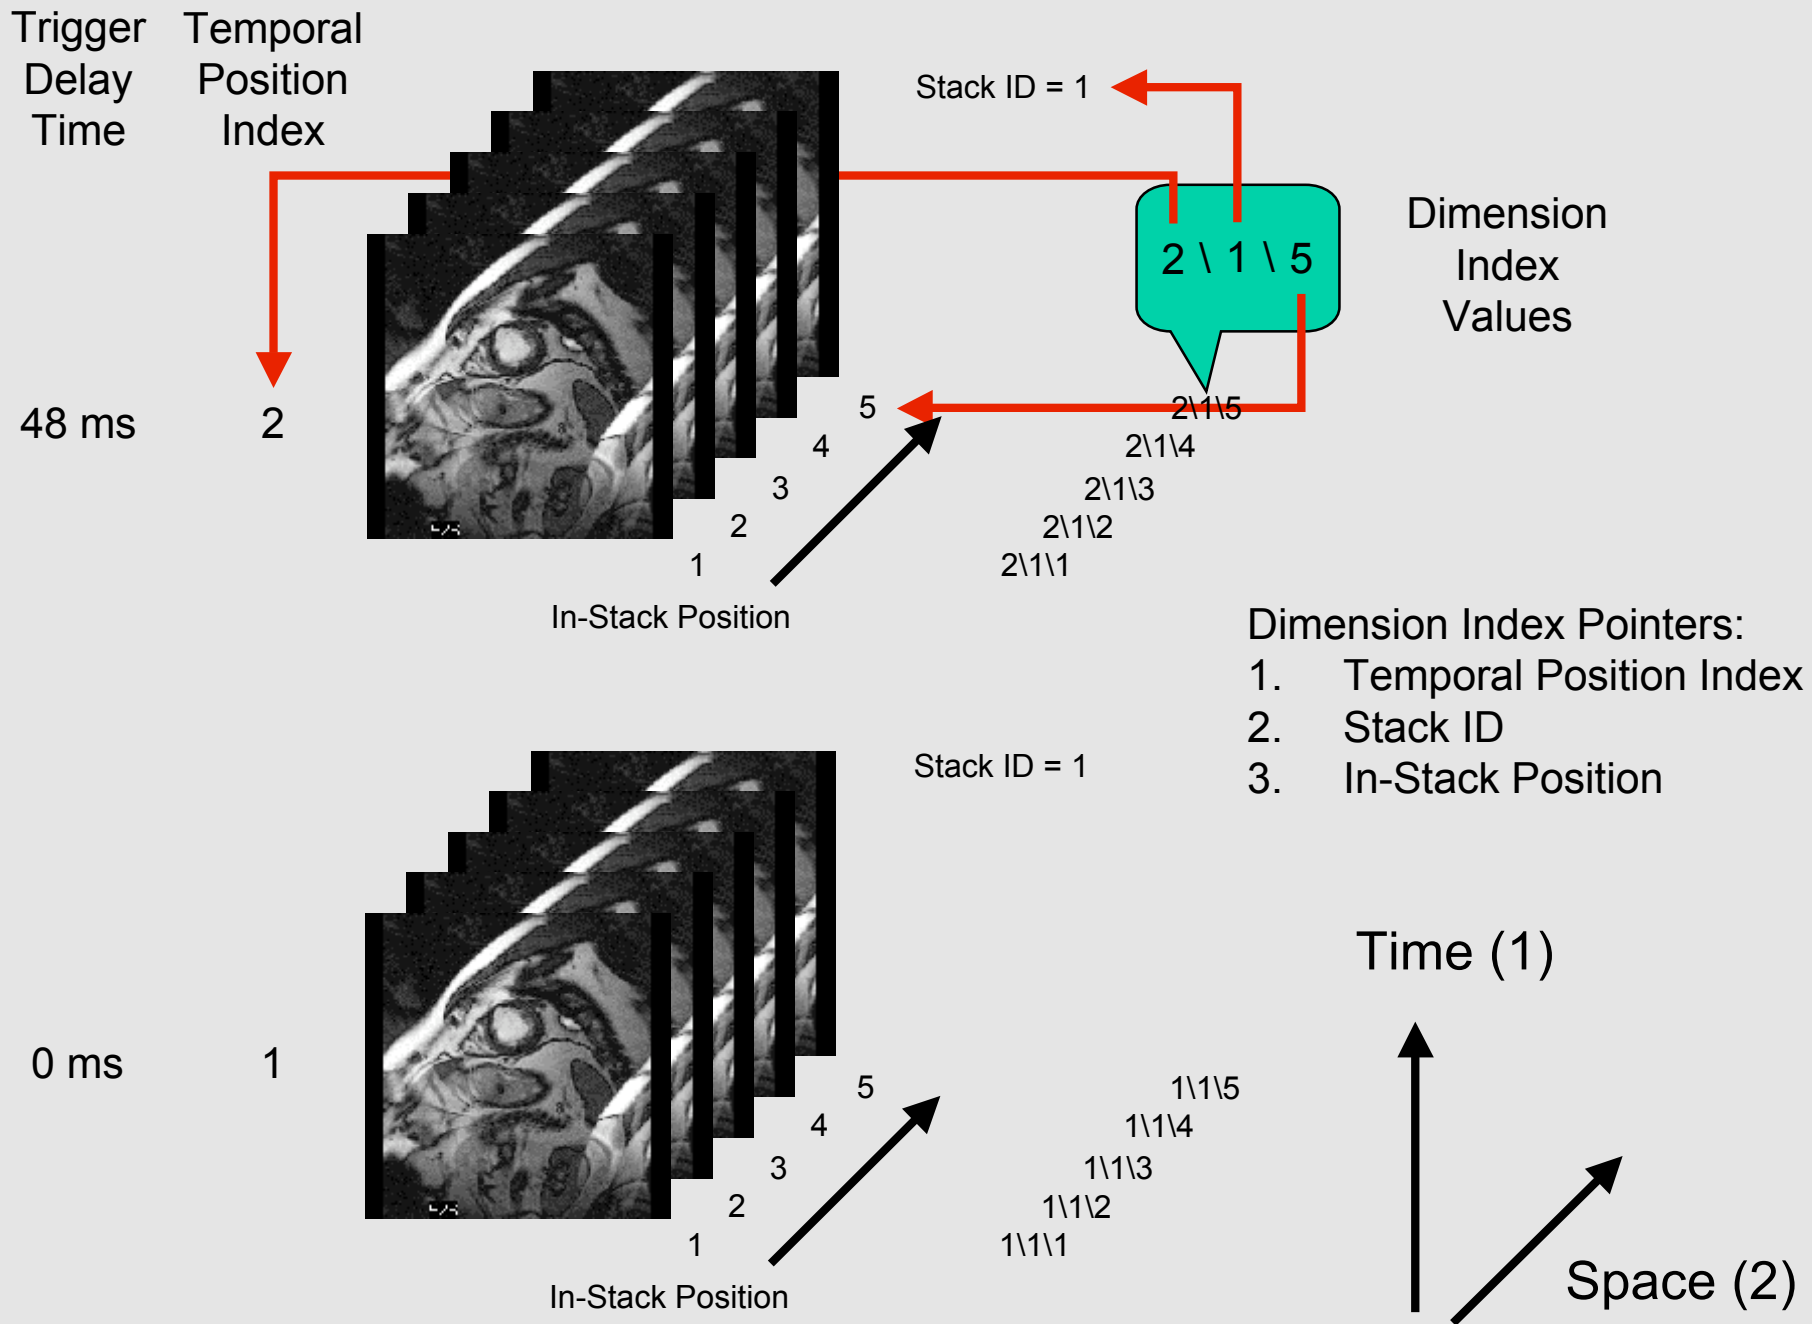 Trigger
Delay
Time
Temporal
Position
Index
Stack ID = 1
2 \ 1 \ 5
Dimension
Index
Values
48 ms
2
5
4
3
2
1
In-Stack Position
2\1\5
2\1\4
2\1\3
2\1\2
2\1\1
Dimension Index Pointers:
1. Temporal Position Index
2. Stack ID
3. In-Stack Position
Stack ID = 1
0 ms
1
5
4
3
2
1
In-Stack Position
1\1\5
1\1\4
1\1\3
1\1\2
1\1\1
Time (1)
Space (2)